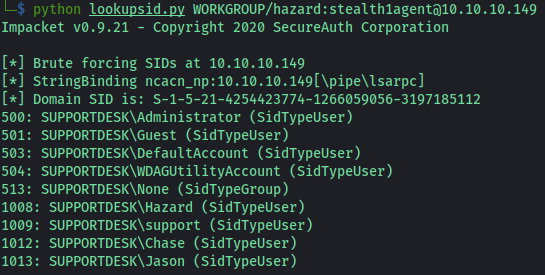 └─$ python lookupsid.py WORKGROUP/hazard:stealth1agent@10.10.10.149
Impacket v0.9.21 - Copyright 2020 SecureAuth Corporation
[*] Brute forcing SIDs at 10.10.10.149
[*] StringBinding ncacn_np:10.10.10.149[\pipe\lsarpc]
[*] Domain SID is: S-1-5-21-4254423774-1266059056-3197185112
500: SUPPORTDESK\Administrator (SidTypeUser)
501: SUPPORTDESK\Guest (SidTypeUser)
503: SUPPORTDESK\DefaultAccount (SidTypeUser)
504: SUPPORTDESK\WDAGUtilityAccount (SidTypeUser)
513: SUPPORTDESK\None (SidTypeGroup)
1008: SUPPORTDESK\Hazard (SidTypeUser)
1009: SUPPORTDESK\support (SidTypeUser)
1012: SUPPORTDESK\Chase (SidTypeUser)
1013: SUPPORTDESK\Jason (SidTypeUser)